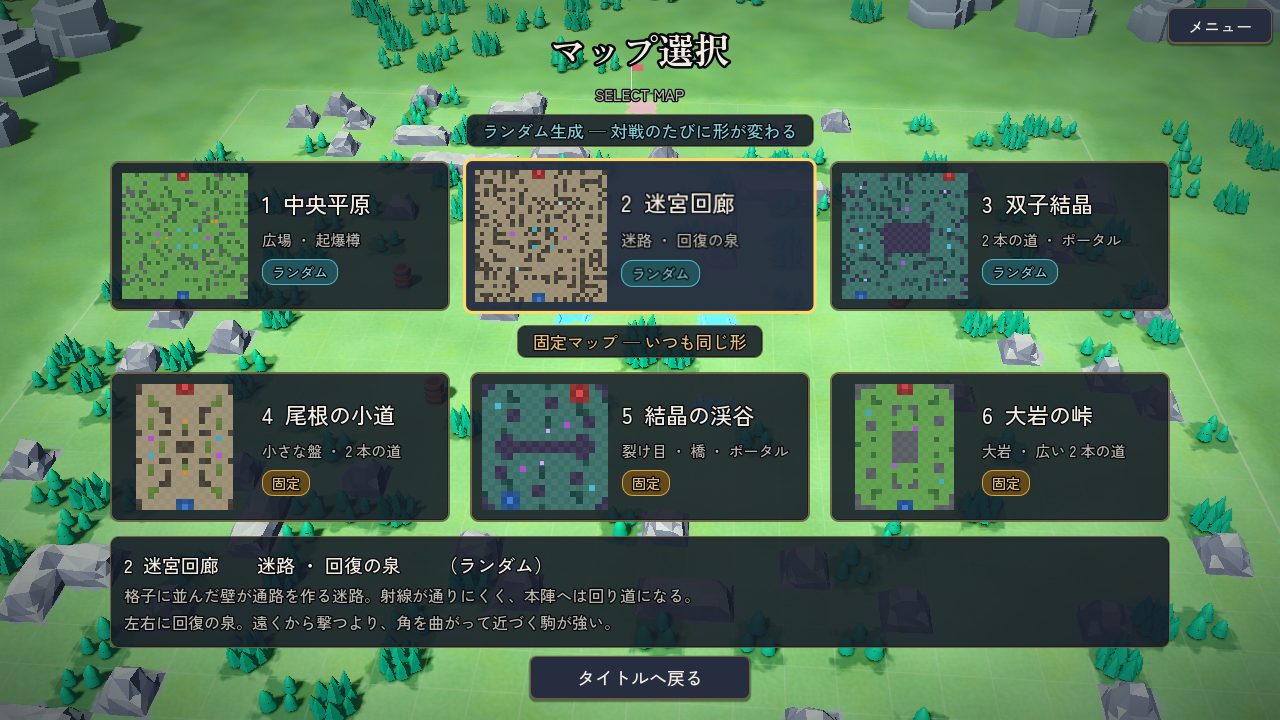 メニュー
マップ選択
SELECT MAP
ランダム生成 ― 対戦のたびに形が変わる
1 中央平原
広場 ・ 起爆樽
ランダム
2 迷宮回廊
迷路 ・ 回復の泉
ランダム
3 双子結晶
2本の道 ・ ポータル
ランダム
固定マップ ― いつも同じ形
4 尾根の小道
小さな盤 ・ 2本の道
固定
5 結晶の渓谷
裂け目 ・ 橋 ・ ポータル
固定
6 大岩の峠
大岩 ・ 広い2本の道
固定
2 迷宮回廊 迷路 ・ 回復の泉 （ランダム）
格子に並んだ壁が通路を作る迷路。射線が通りにくく、本陣へは回り道になる。
左右に回復の泉。遠くから撃つより、角を曲がって近づく駒が強い。
タイトルへ戻る